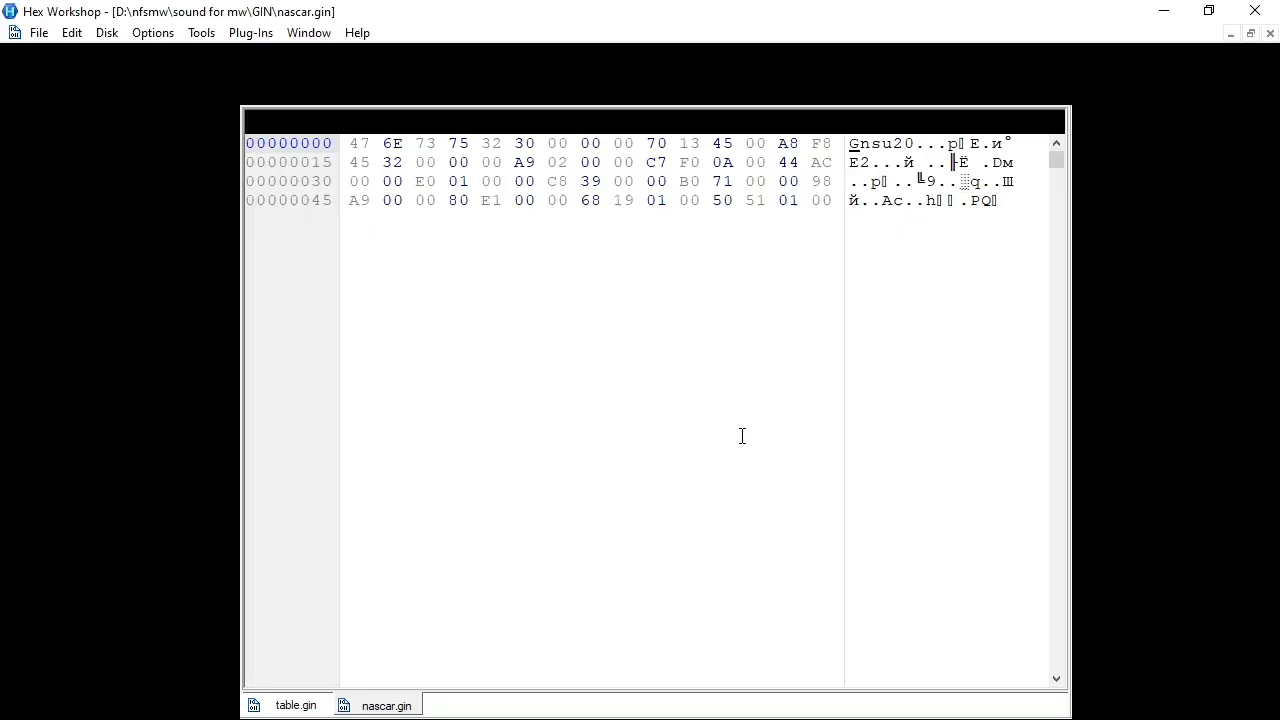 Hex Workshop - [D:\nfsmw\sound for mw\GIN\nascar.gin]
File Edit Disk Options Tools Plug-Ins Window Help
00000000 47 6E 73 75 32 30 00 00 00 70 13 45 00 A8 F8 Gnsu20...p▯E.и°
00000015 45 32 00 00 00 A9 02 00 00 C7 F0 0A 00 44 AC E2...й ..╟Ё .Dм
00000030 00 00 E0 01 00 00 C8 39 00 00 B0 71 00 00 98 ..р▯..╚9..░q..Ш
00000045 A9 00 00 80 E1 00 00 68 19 01 00 50 51 01 00 й..Ас..h▯▯.PQ▯
table.gin nascar.gin